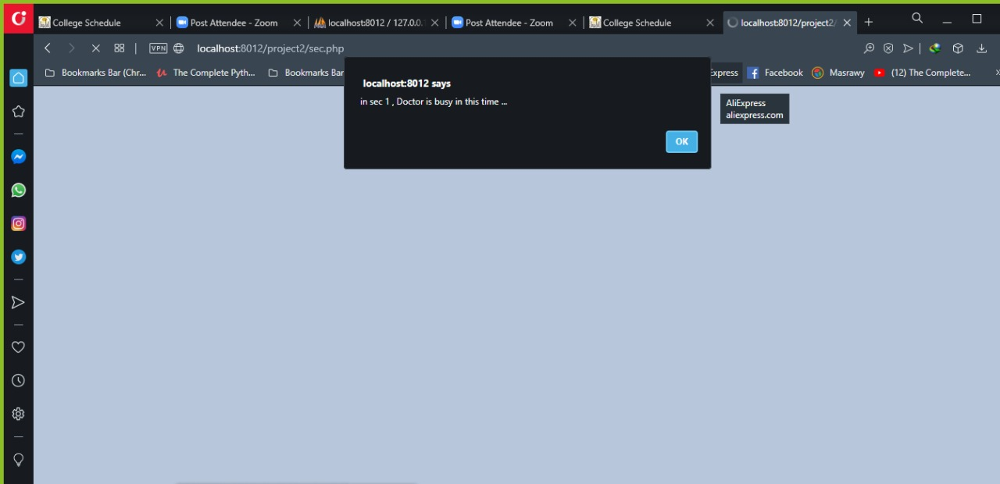 College Schedule
Post Attendee - Zoom
localhost:8012 / 127.0.0.
Post Attendee - Zoom
College Schedule
localhost:8012/project2/
VPN
localhost:8012/project2/sec.php
Bookmarks Bar (Chr...
The Complete Pyth...
Bookmarks Bar
Express
Facebook
Masrawy
(12) The Complete...
localhost:8012 says
in sec 1 , Doctor is busy in this time ...
OK
AliExpress
aliexpress.com